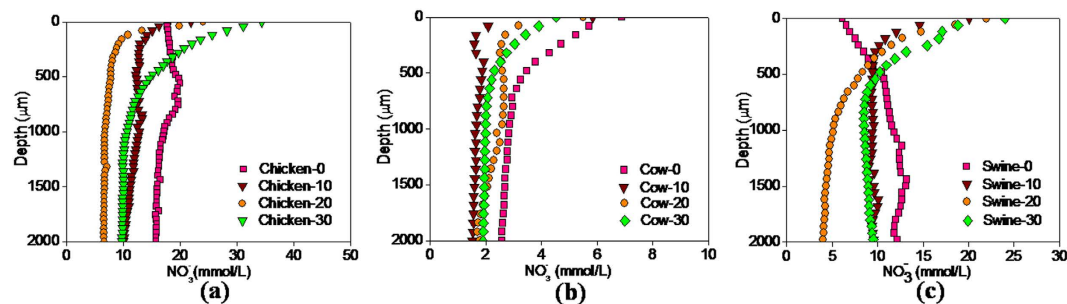 0
500
1000
1500
2000
Depth (μm)
0 10 20 30 40 50
NO₃⁻(mmol/L)
Chicken-0
Chicken-10
Chicken-20
Chicken-30
(a)
0
500
1000
1500
2000
Depth (μm)
0 2 4 6 8 10
NO₃⁻(mmol/L)
Cow-0
Cow-10
Cow-20
Cow-30
(b)
0
500
1000
1500
2000
Depth (μm)
0 5 10 15 20 25 30
NO₃⁻(mmol/L)
Swine-0
Swine-10
Swine-20
Swine-30
(c)